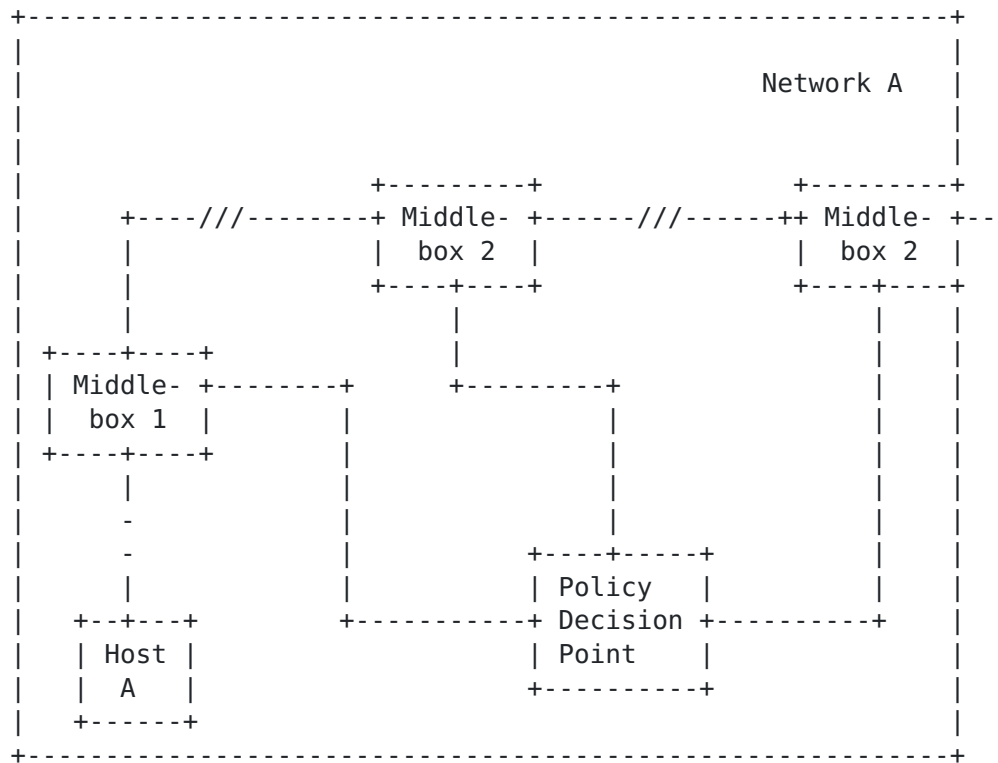 Network A
Middle- Middle-
box 2 box 2
Middle-
box 1
Policy
Decision
Point
Host
A